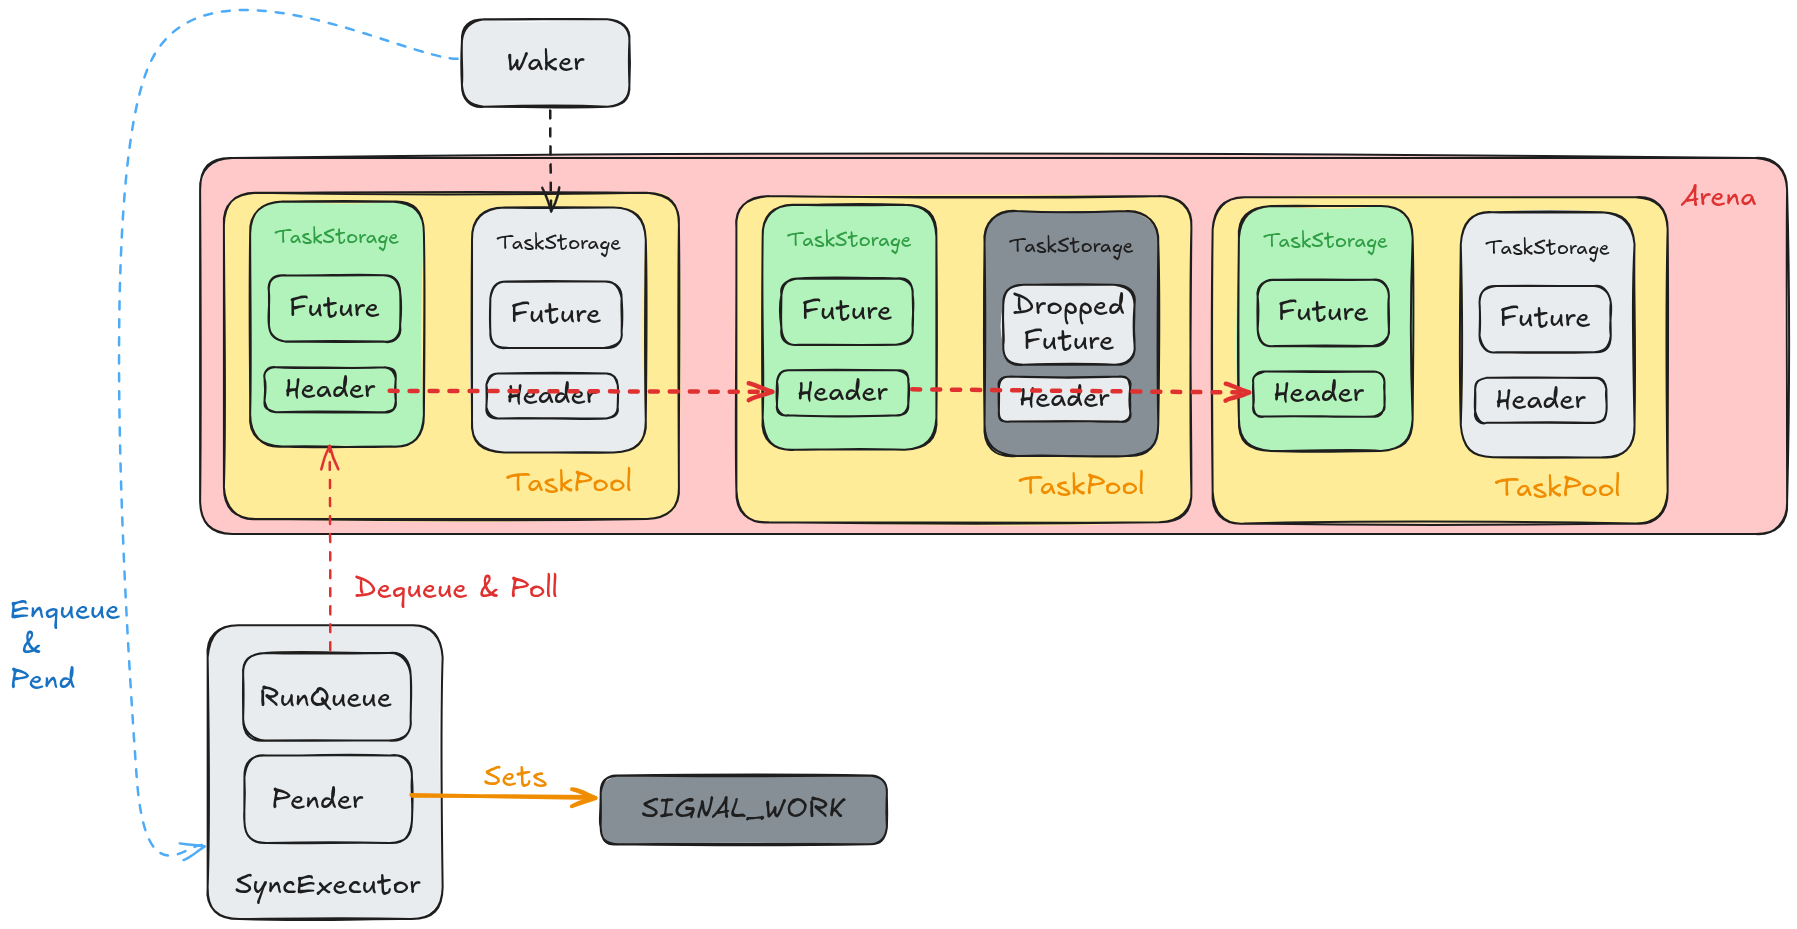 Waker
Arena
TaskStorage
Future
Header
TaskStorage
Future
Header
TaskPool
TaskStorage
Future
Header
TaskStorage
Dropped
Future
Header
TaskPool
TaskStorage
Future
Header
TaskStorage
Future
Header
TaskPool
Dequeue & Poll
Enqueue
&
Pend
RunQueue
Pender
SyncExecutor
Sets
SIGNAL_WORK